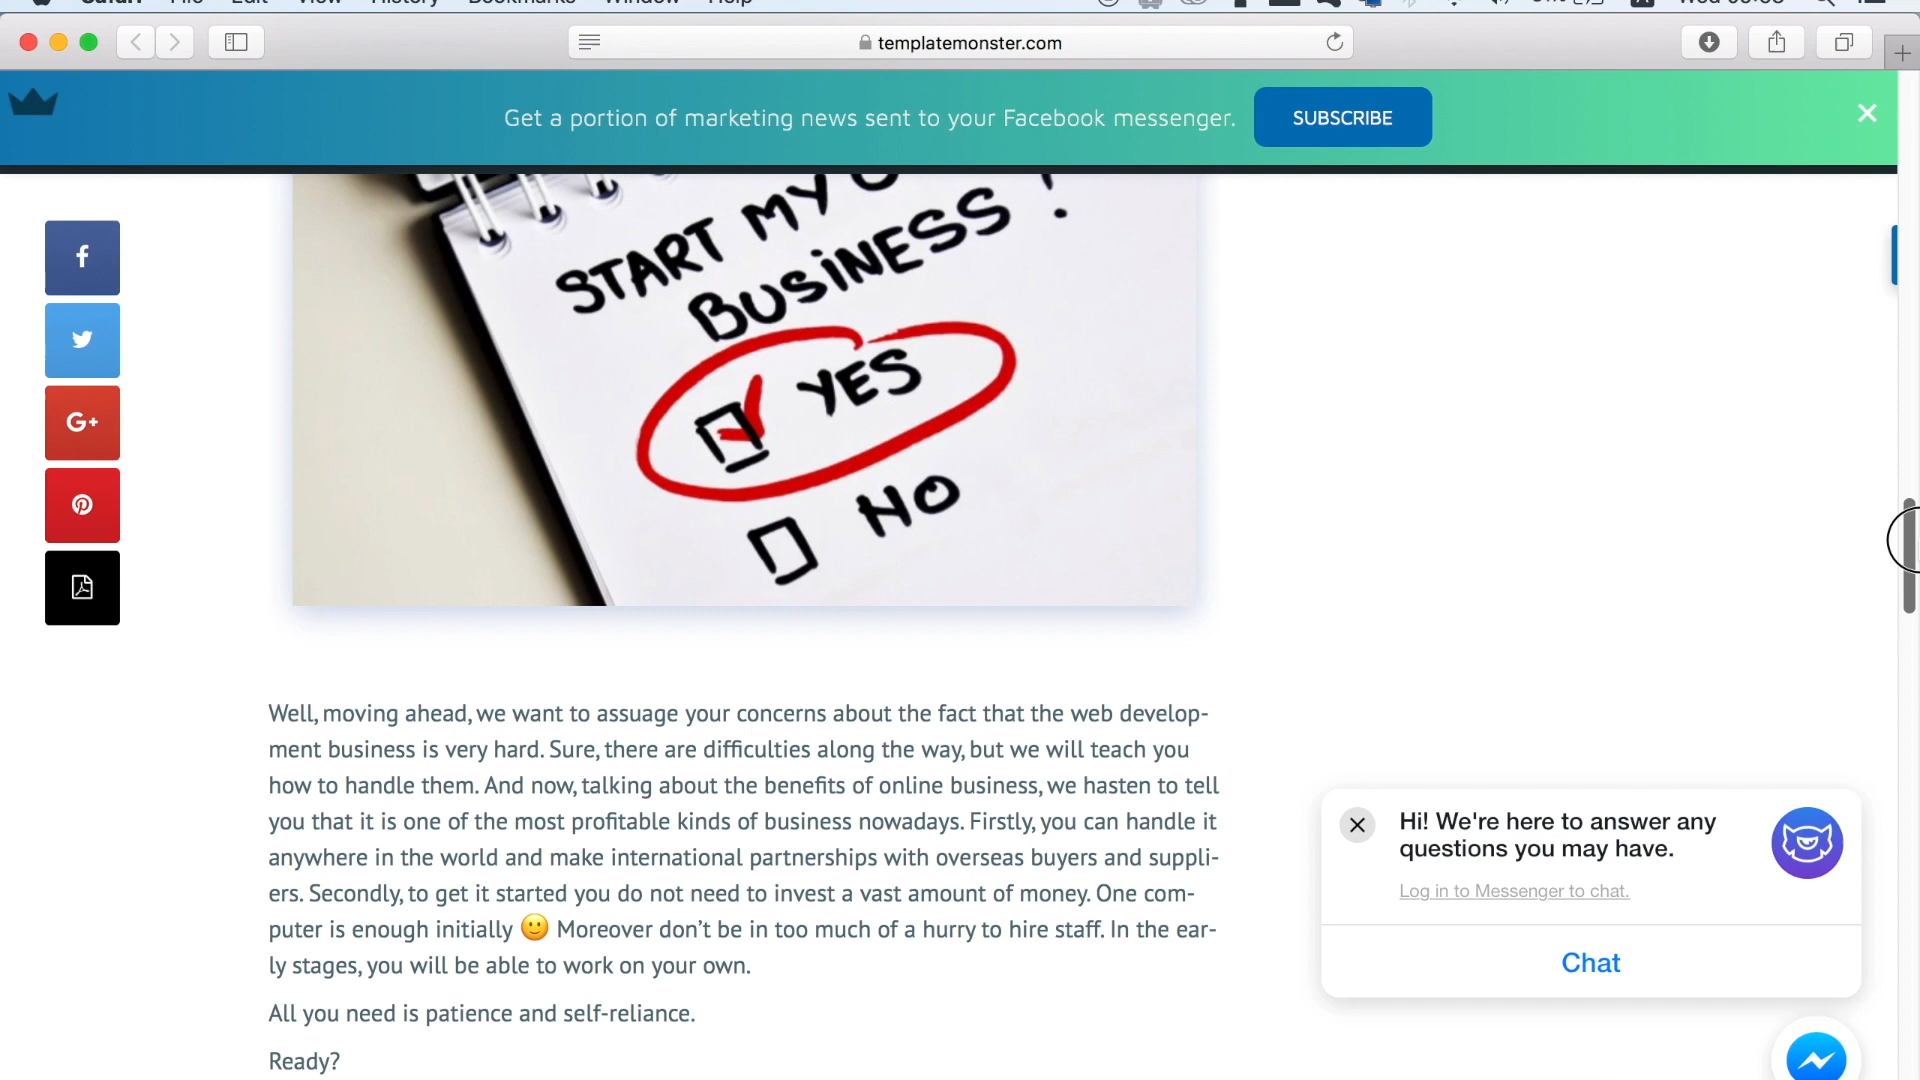 Safari File Edit View History Bookmarks Window Help
templatemonster.com
Get a portion of marketing news sent to your Facebook messenger.
SUBSCRIBE
START MY
BUSINESS!
YES
NO
f
G+
Well, moving ahead, we want to assuage your concerns about the fact that the web develop-
ment business is very hard. Sure, there are difficulties along the way, but we will teach you
how to handle them. And now, talking about the benefits of online business, we hasten to tell
you that it is one of the most profitable kinds of business nowadays. Firstly, you can handle it
anywhere in the world and make international partnerships with overseas buyers and suppli-
ers. Secondly, to get it started you do not need to invest a vast amount of money. One com-
puter is enough initially 🙂 Moreover don’t be in too much of a hurry to hire staff. In the ear-
ly stages, you will be able to work on your own.
All you need is patience and self-reliance.
Ready?
Hi! We're here to answer any
questions you may have.
Log in to Messenger to chat.
Chat